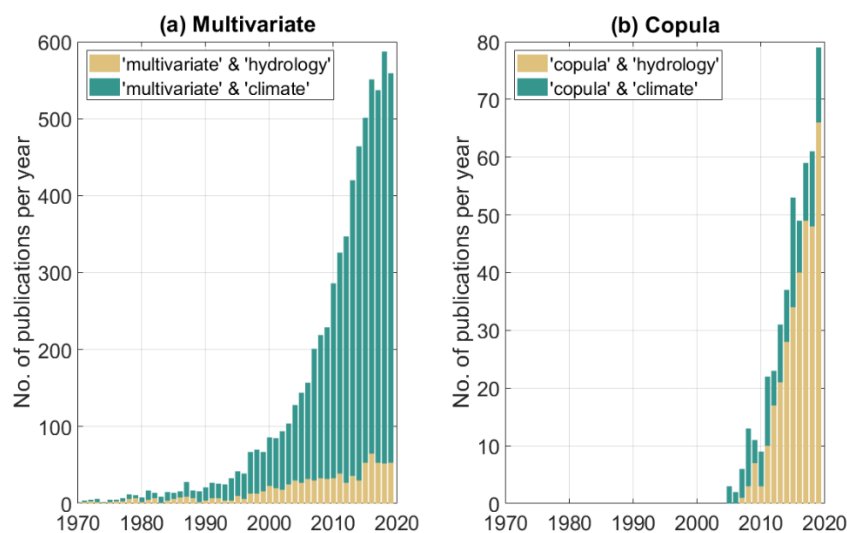 (a) Multivariate
No. of publications per year
600
500
400
300
200
100
0
'multivariate' & 'hydrology'
'multivariate' & 'climate'
1970 1980 1990 2000 2010 2020
(b) Copula
No. of publications per year
80
70
60
50
40
30
20
10
0
'copula' & 'hydrology'
'copula' & 'climate'
1970 1980 1990 2000 2010 2020